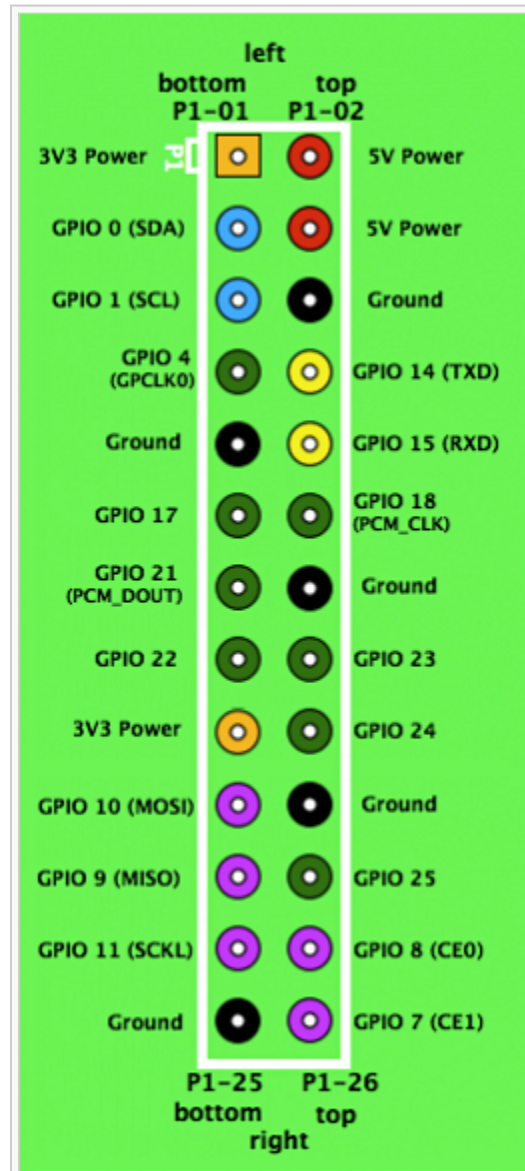 left
bottom top
P1-01 P1-02
3V3 Power P1 5V Power
GPIO 0 (SDA) 5V Power
GPIO 1 (SCL) Ground
GPIO 4
(GPCLK0) GPIO 14 (TXD)
Ground GPIO 15 (RXD)
GPIO 17 GPIO 18
(PCM_CLK)
GPIO 21
(PCM_DOUT) Ground
GPIO 22 GPIO 23
3V3 Power GPIO 24
GPIO 10 (MOSI) Ground
GPIO 9 (MISO) GPIO 25
GPIO 11 (SCKL) GPIO 8 (CE0)
Ground GPIO 7 (CE1)
P1-25 P1-26
bottom top
right